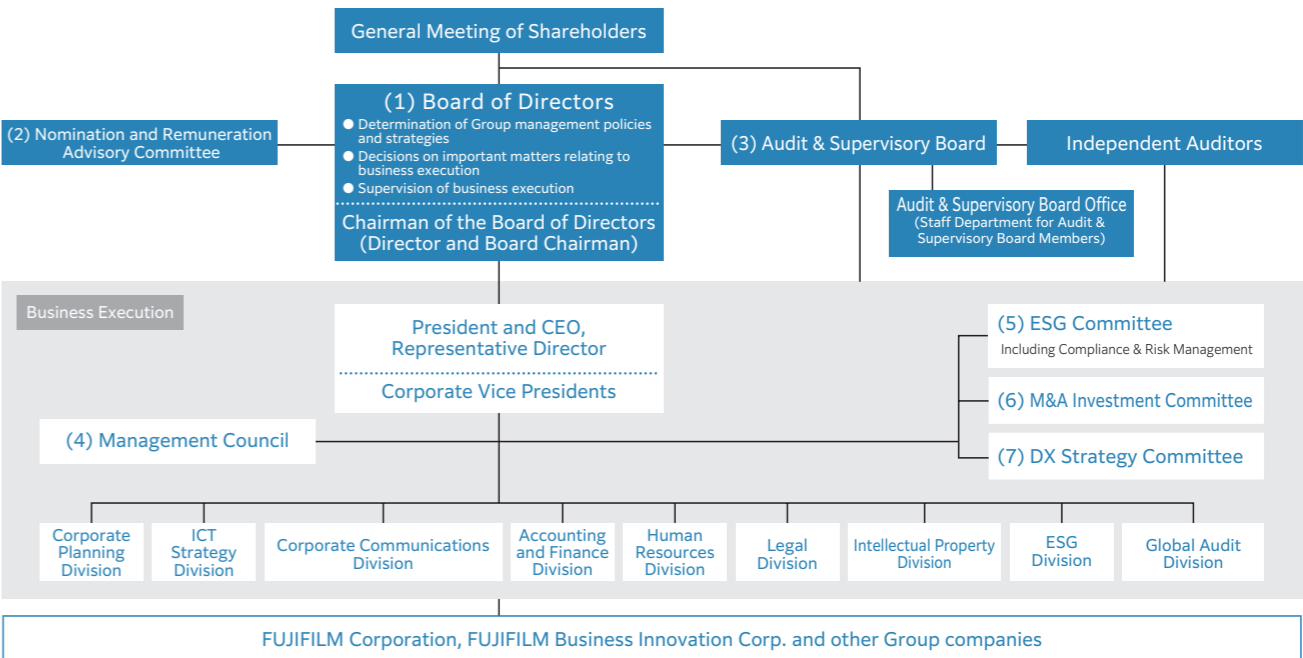 General Meeting of Shareholders
(1) Board of Directors
● Determination of Group management policies
and strategies
● Decisions on important matters relating to
business execution
● Supervision of business execution
Chairman of the Board of Directors
(Director and Board Chairman)
(2) Nomination and Remuneration
Advisory Committee
(3) Audit & Supervisory Board
Independent Auditors
Audit & Supervisory Board Office
(Staff Department for Audit &
Supervisory Board Members)
Business Execution
President and CEO,
Representative Director
Corporate Vice Presidents
(4) Management Council
(5) ESG Committee
Including Compliance & Risk Management
(6) M&A Investment Committee
(7) DX Strategy Committee
Corporate
Planning
Division
ICT
Strategy
Division
Corporate Communications
Division
Accounting
and Finance
Division
Human
Resources
Division
Legal
Division
Intellectual Property
Division
ESG
Division
Global Audit
Division
FUJIFILM Corporation, FUJIFILM Business Innovation Corp. and other Group companies